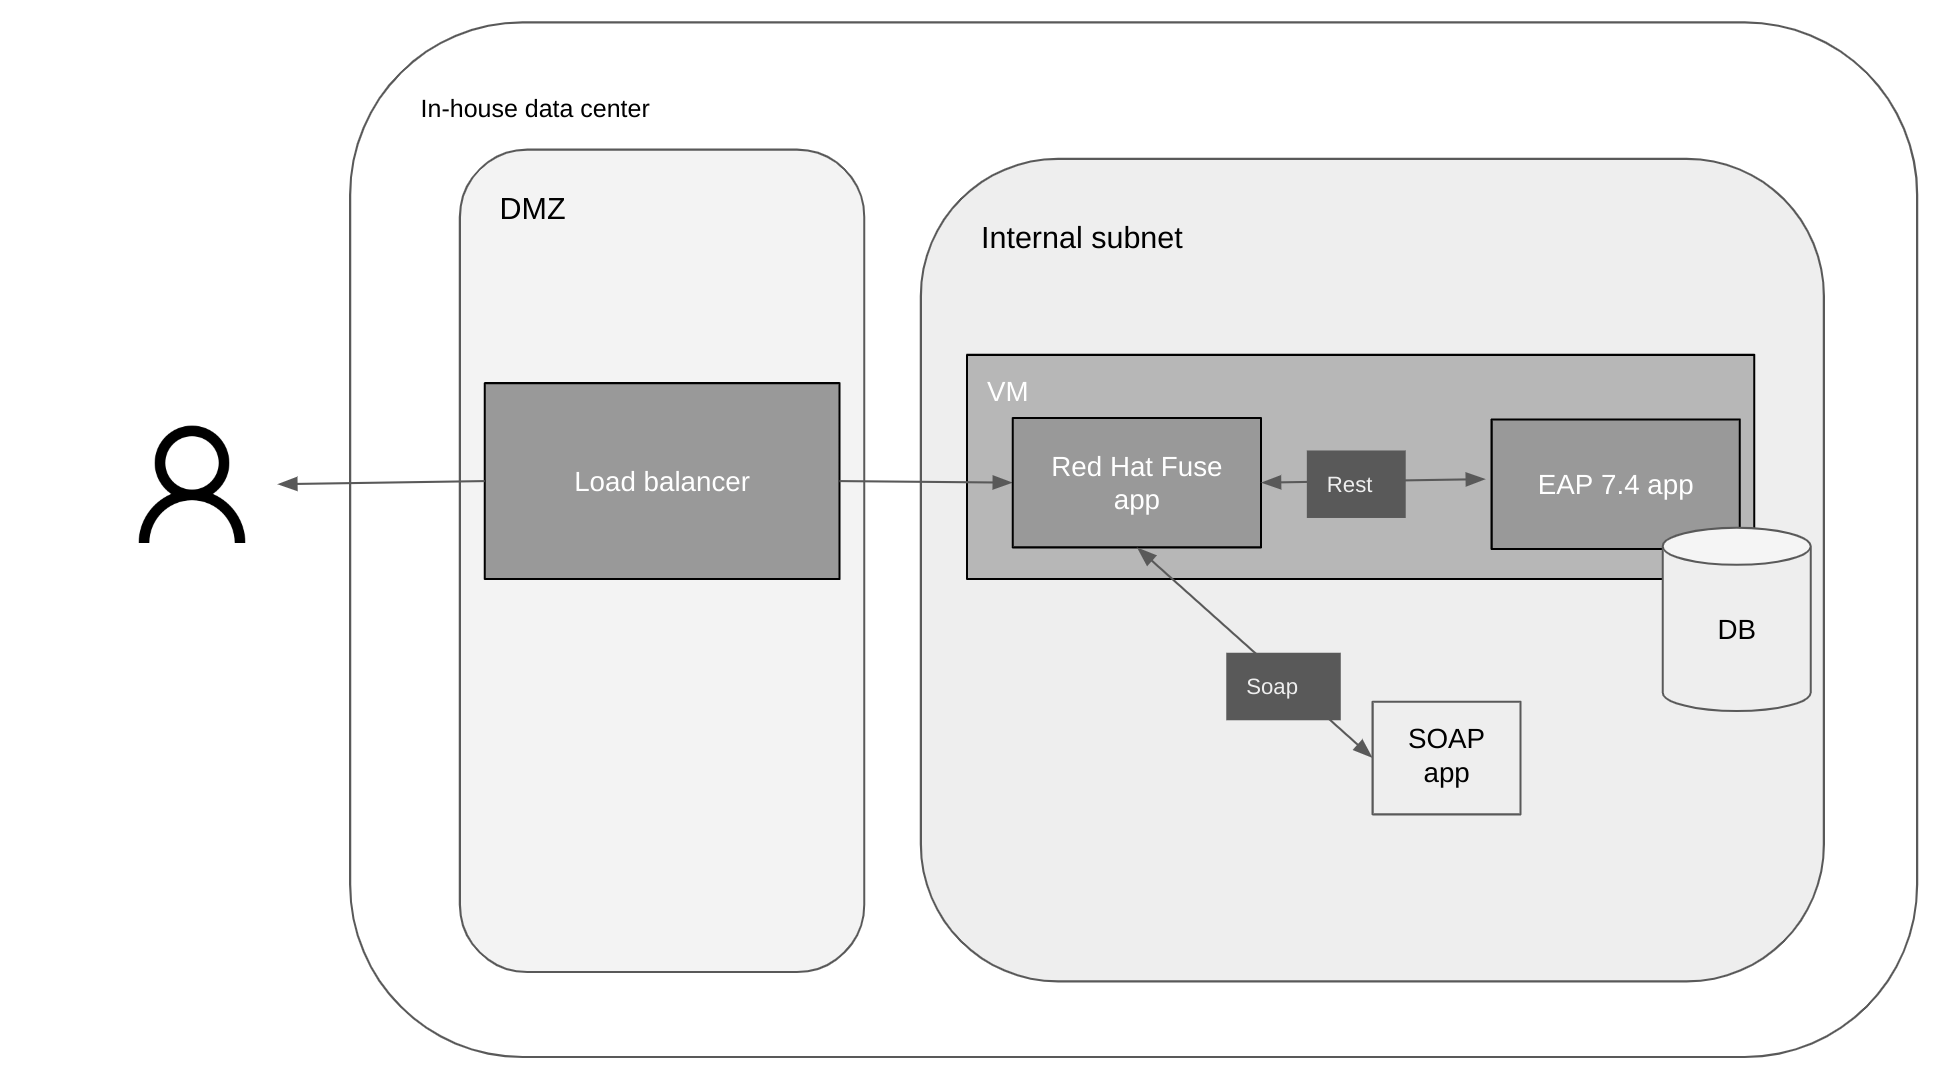 In-house data center
DMZ
Internal subnet
VM
Load balancer
Red Hat Fuse
app
Rest
EAP 7.4 app
DB
Soap
SOAP
app